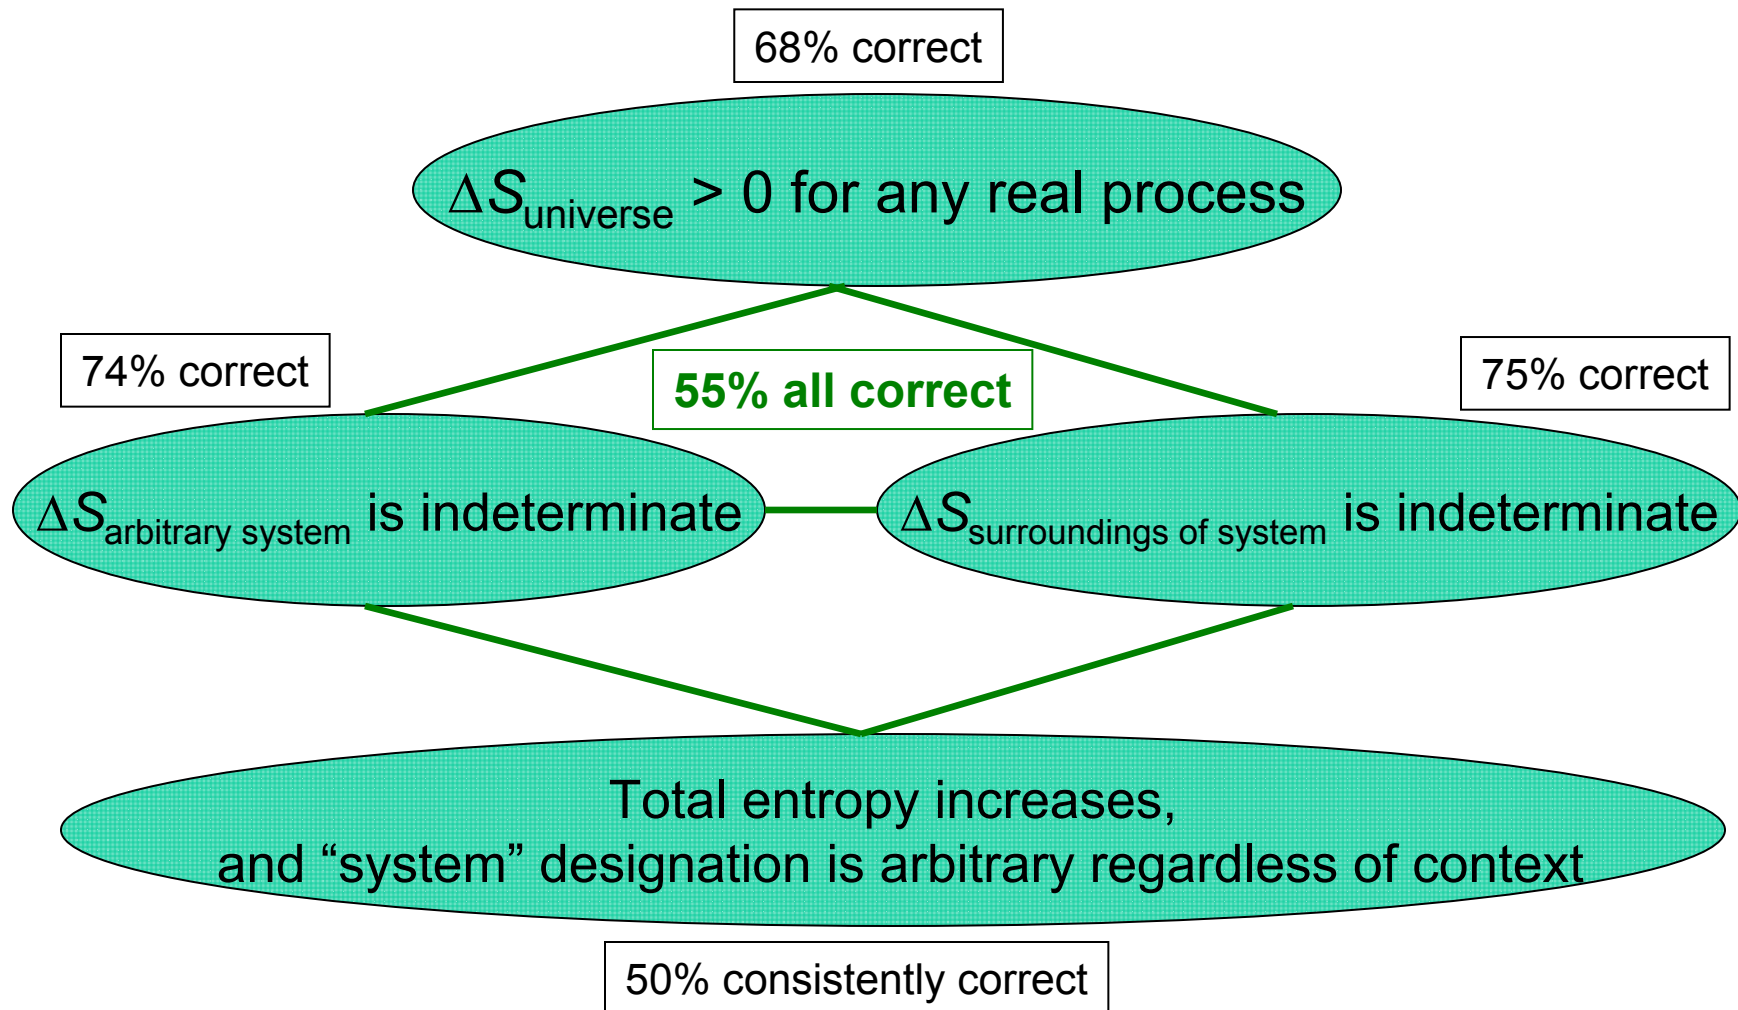 68% correct
ΔSuniverse > 0 for any real process
74% correct
55% all correct
75% correct
ΔSarbitrary system is indeterminate
ΔSsurroundings of system is indeterminate
Total entropy increases,
and “system” designation is arbitrary regardless of context
50% consistently correct